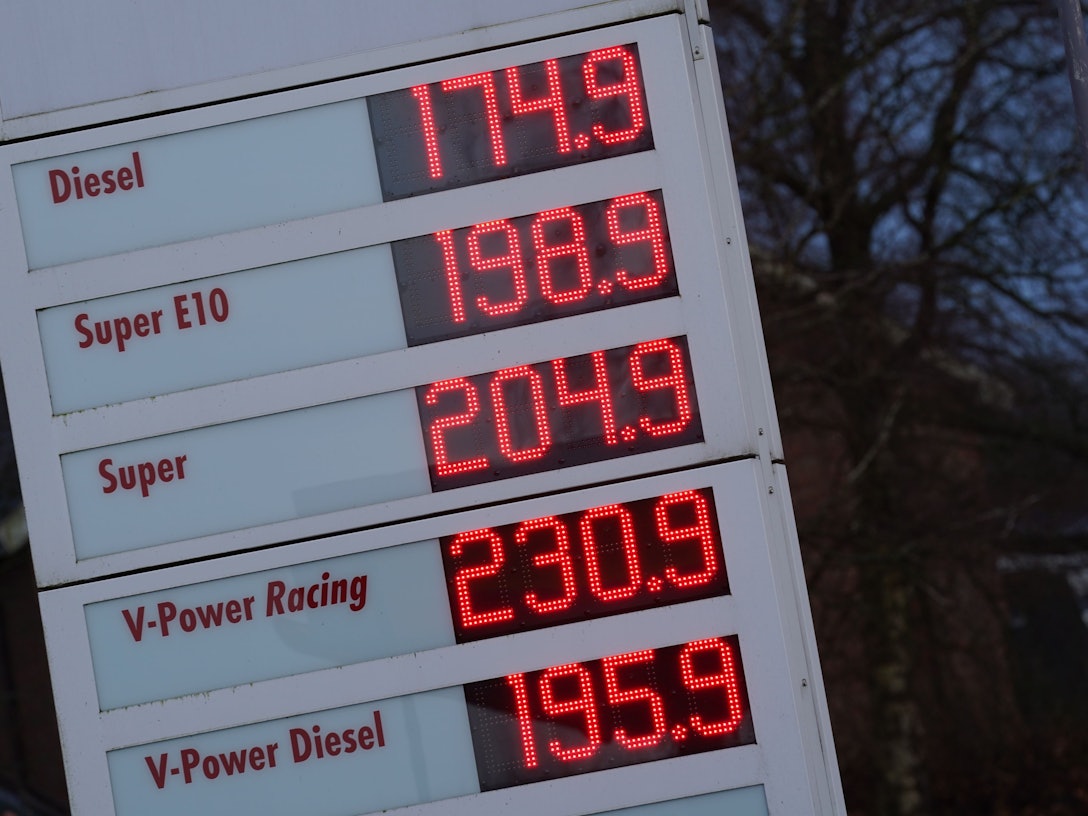 Diesel 174.9
Super E10 198.9
Super 204.9
V-Power Racing 230.9
V-Power Diesel 195.9